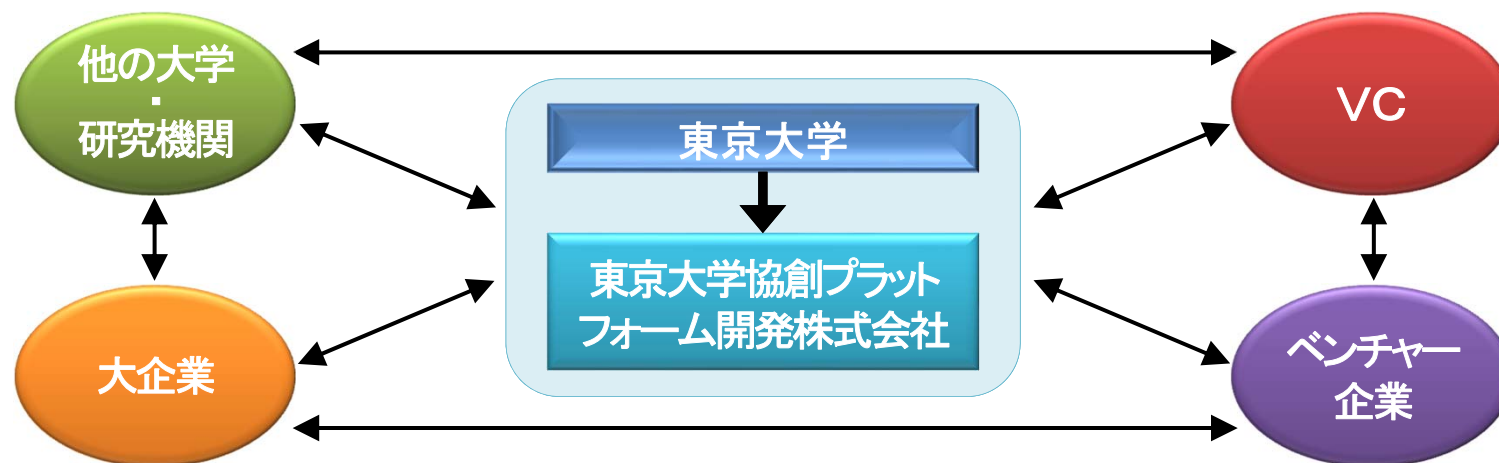 他の大学
・
研究機関
東京大学
VC
東京大学協創プラット
フォーム開発株式会社
大企業
ベンチャー
企業